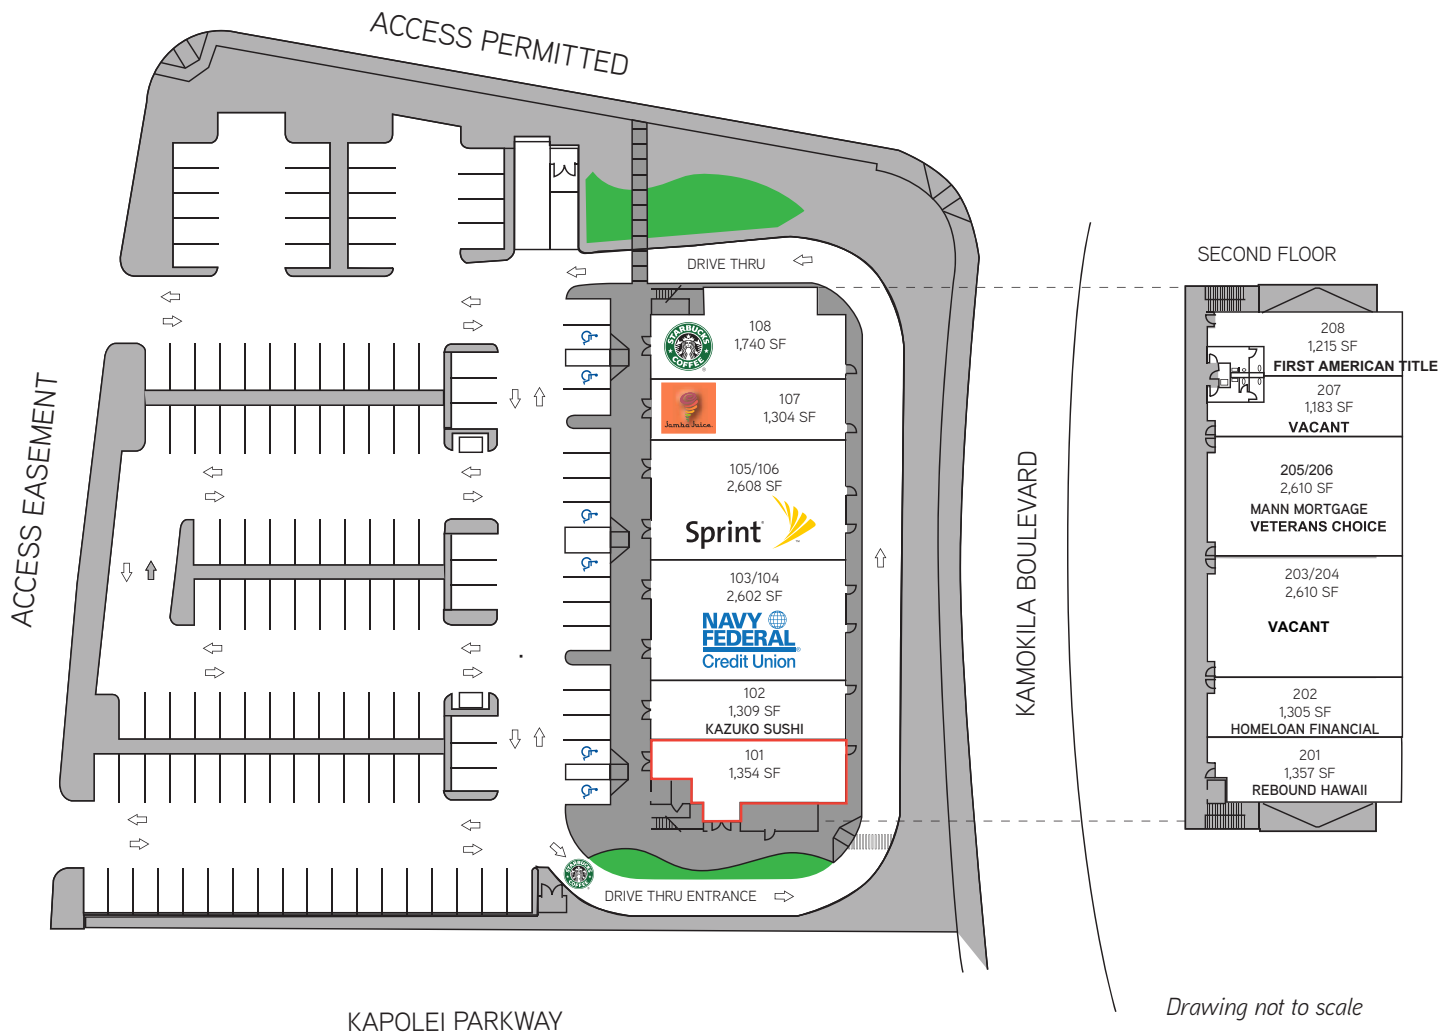 ACCESS PERMITTED
ACCESS EASEMENT
DRIVE THRU
STARBUCKS
COFFEE
108
1,740 SF
Jamba Juice
107
1,304 SF
105/106
2,608 SF
Sprint
103/104
2,602 SF
NAVY
FEDERAL
Credit Union
102
1,309 SF
KAZUKO SUSHI
101
1,354 SF
STARBUCKS
COFFEE
DRIVE THRU ENTRANCE
KAMOKILA BOULEVARD
SECOND FLOOR
208
1,215 SF
FIRST AMERICAN TITLE
207
1,183 SF
VACANT
205/206
2,610 SF
MANN MORTGAGE
VETERANS CHOICE
203/204
2,610 SF
VACANT
202
1,305 SF
HOMELOAN FINANCIAL
201
1,357 SF
REBOUND HAWAII
KAPOLEI PARKWAY
Drawing not to scale